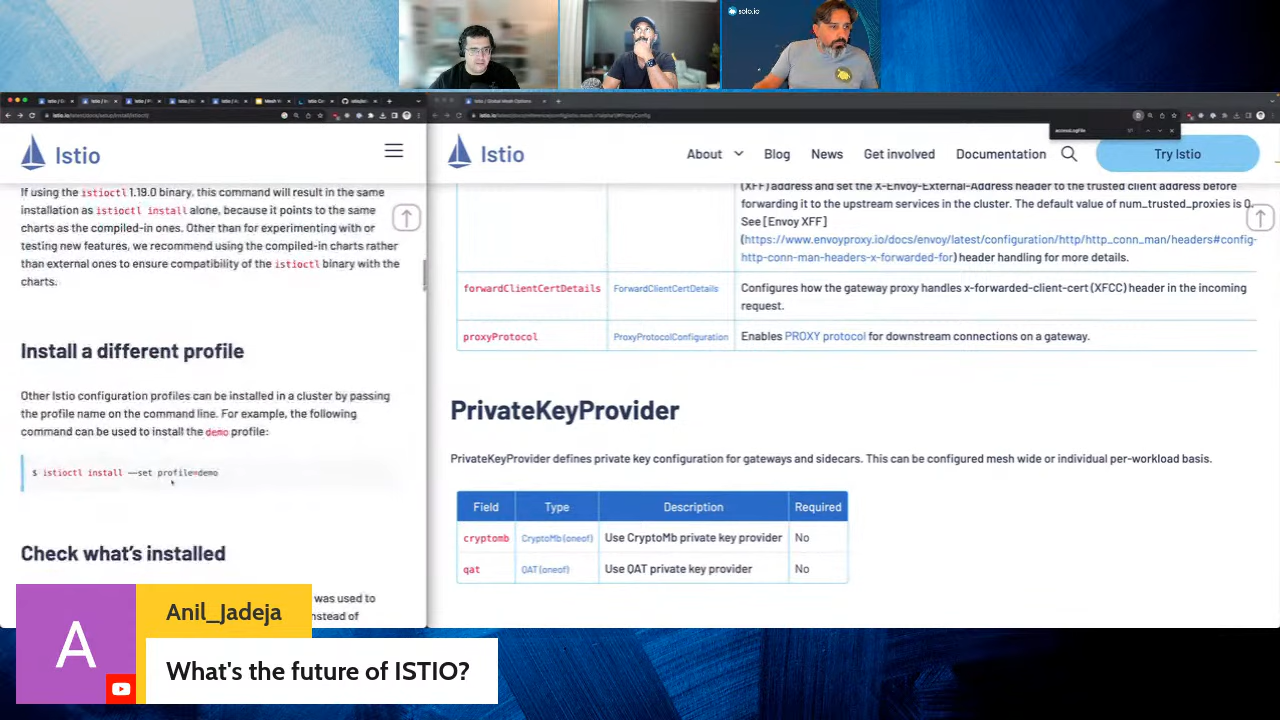 solo.io
Istio / Global Mesh Options
accessLogFile
Istio
Istio
About
Blog
News
Get involved
Documentation
Try Istio
If using the istioctl 1.19.0 binary, this command will result in the same
installation as istioctl install alone, because it points to the same
charts as the compiled-in ones. Other than for experimenting with or
testing new features, we recommend using the compiled-in charts rather
than external ones to ensure compatibility of the istioctl binary with the
charts.
Install a different profile
Other Istio configuration profiles can be installed in a cluster by passing
the profile name on the command line. For example, the following
command can be used to install the demo profile:
$ istioctl install --set profile=demo
Check what's installed
was used to
instead of
(XFF) address and set the X-Envoy-External-Address header to the trusted client address before
forwarding it to the upstream services in the cluster. The default value of num_trusted_proxies is 0.
See [Envoy XFF]
(https://www.envoyproxy.io/docs/envoy/latest/configuration/http/http_conn_man/headers#config-
http-conn-man-headers-x-forwarded-for) header handling for more details.
forwardClientCertDetails ForwardClientCertDetails Configures how the gateway proxy handles x-forwarded-client-cert (XFCC) header in the incoming
request.
proxyProtocol ProxyProtocolConfiguration Enables PROXY protocol for downstream connections on a gateway.
PrivateKeyProvider
PrivateKeyProvider defines private key configuration for gateways and sidecars. This can be configured mesh wide or individual per-workload basis.
Field Type Description Required
cryptomb CryptoMb (oneof) Use CryptoMb private key provider No
qat QAT (oneof) Use QAT private key provider No
A
Anil_Jadeja
What's the future of ISTIO?